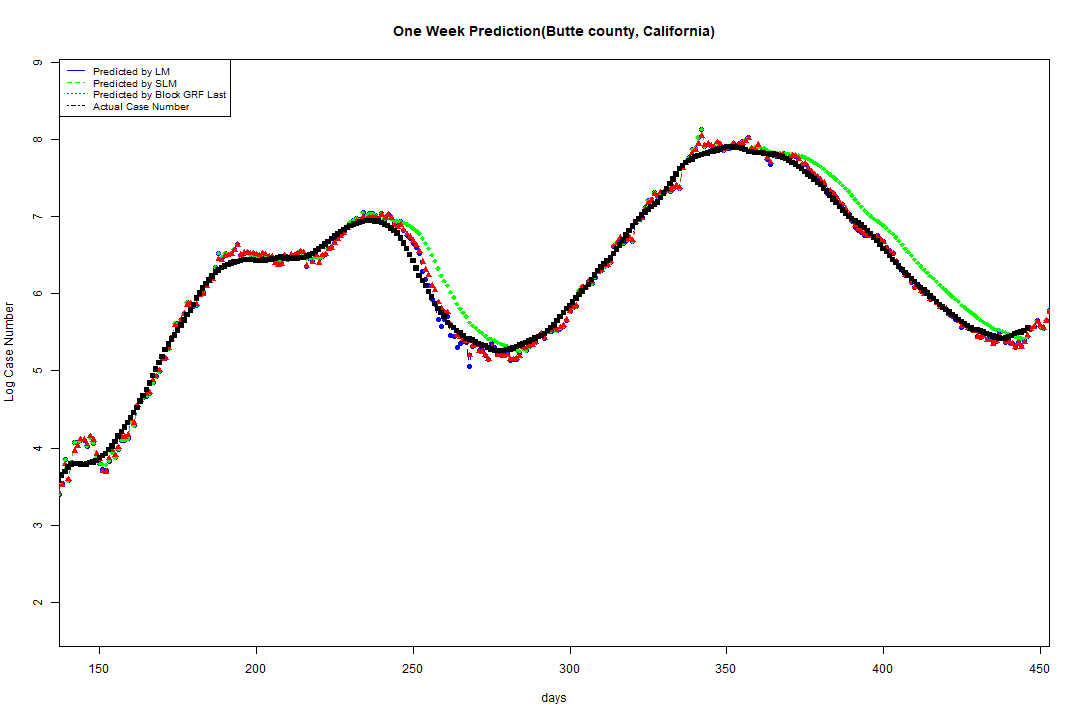 One Week Prediction(Butte county, California)
Predicted by LM
Predicted by SLM
Predicted by Block GRF Last
Actual Case Number
9
8
7
6
5
4
3
2
Log Case Number
150 200 250 300 350 400 450
days